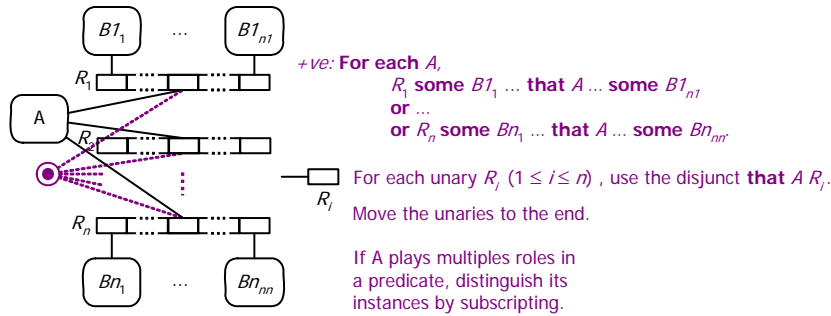 B1₁ ... B1ₙ₁
R₁
+ve: For each A,
R₁ some B1₁ ... that A ... some B1ₙ₁
or ...
or Rₙ some Bn₁ ... that A ... some Bnₙₙ.
A
R
For each unary Rᵢ (1 ≤ i ≤ n) , use the disjunct that A Rᵢ.
Rᵢ
Move the unaries to the end.
Rₙ
If A plays multiple roles in
a predicate, distinguish its
instances by subscripting.
Bn₁ ... Bnₙₙ